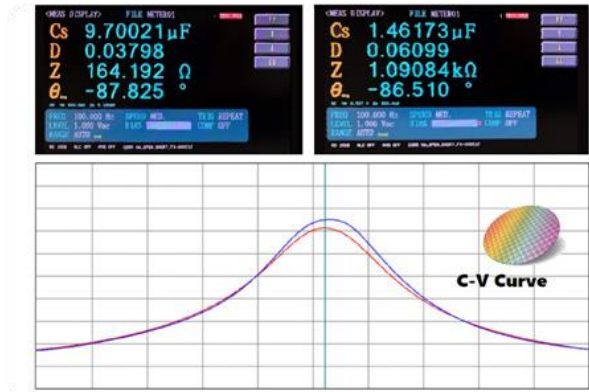 <MEAS DISPLAY> FILE METER01
Cs 9.70021µF
D 0.03798
Z 164.192 Ω
θ -87.825 °
FREQ 100.000 Hz SPEED MED. TRIG REPEAT
LEVEL 1.000 Vac BIAS COMP OFF
RANGE AUTO
<MEAS DISPLAY> FILE METER01
Cs 1.46173µF
D 0.06099
Z 1.09084kΩ
θ -86.510 °
FREQ 100.000 Hz SPEED MED. TRIG REPEAT
LEVEL 1.000 Vac BIAS COMP OFF
RANGE AUTO
C-V Curve